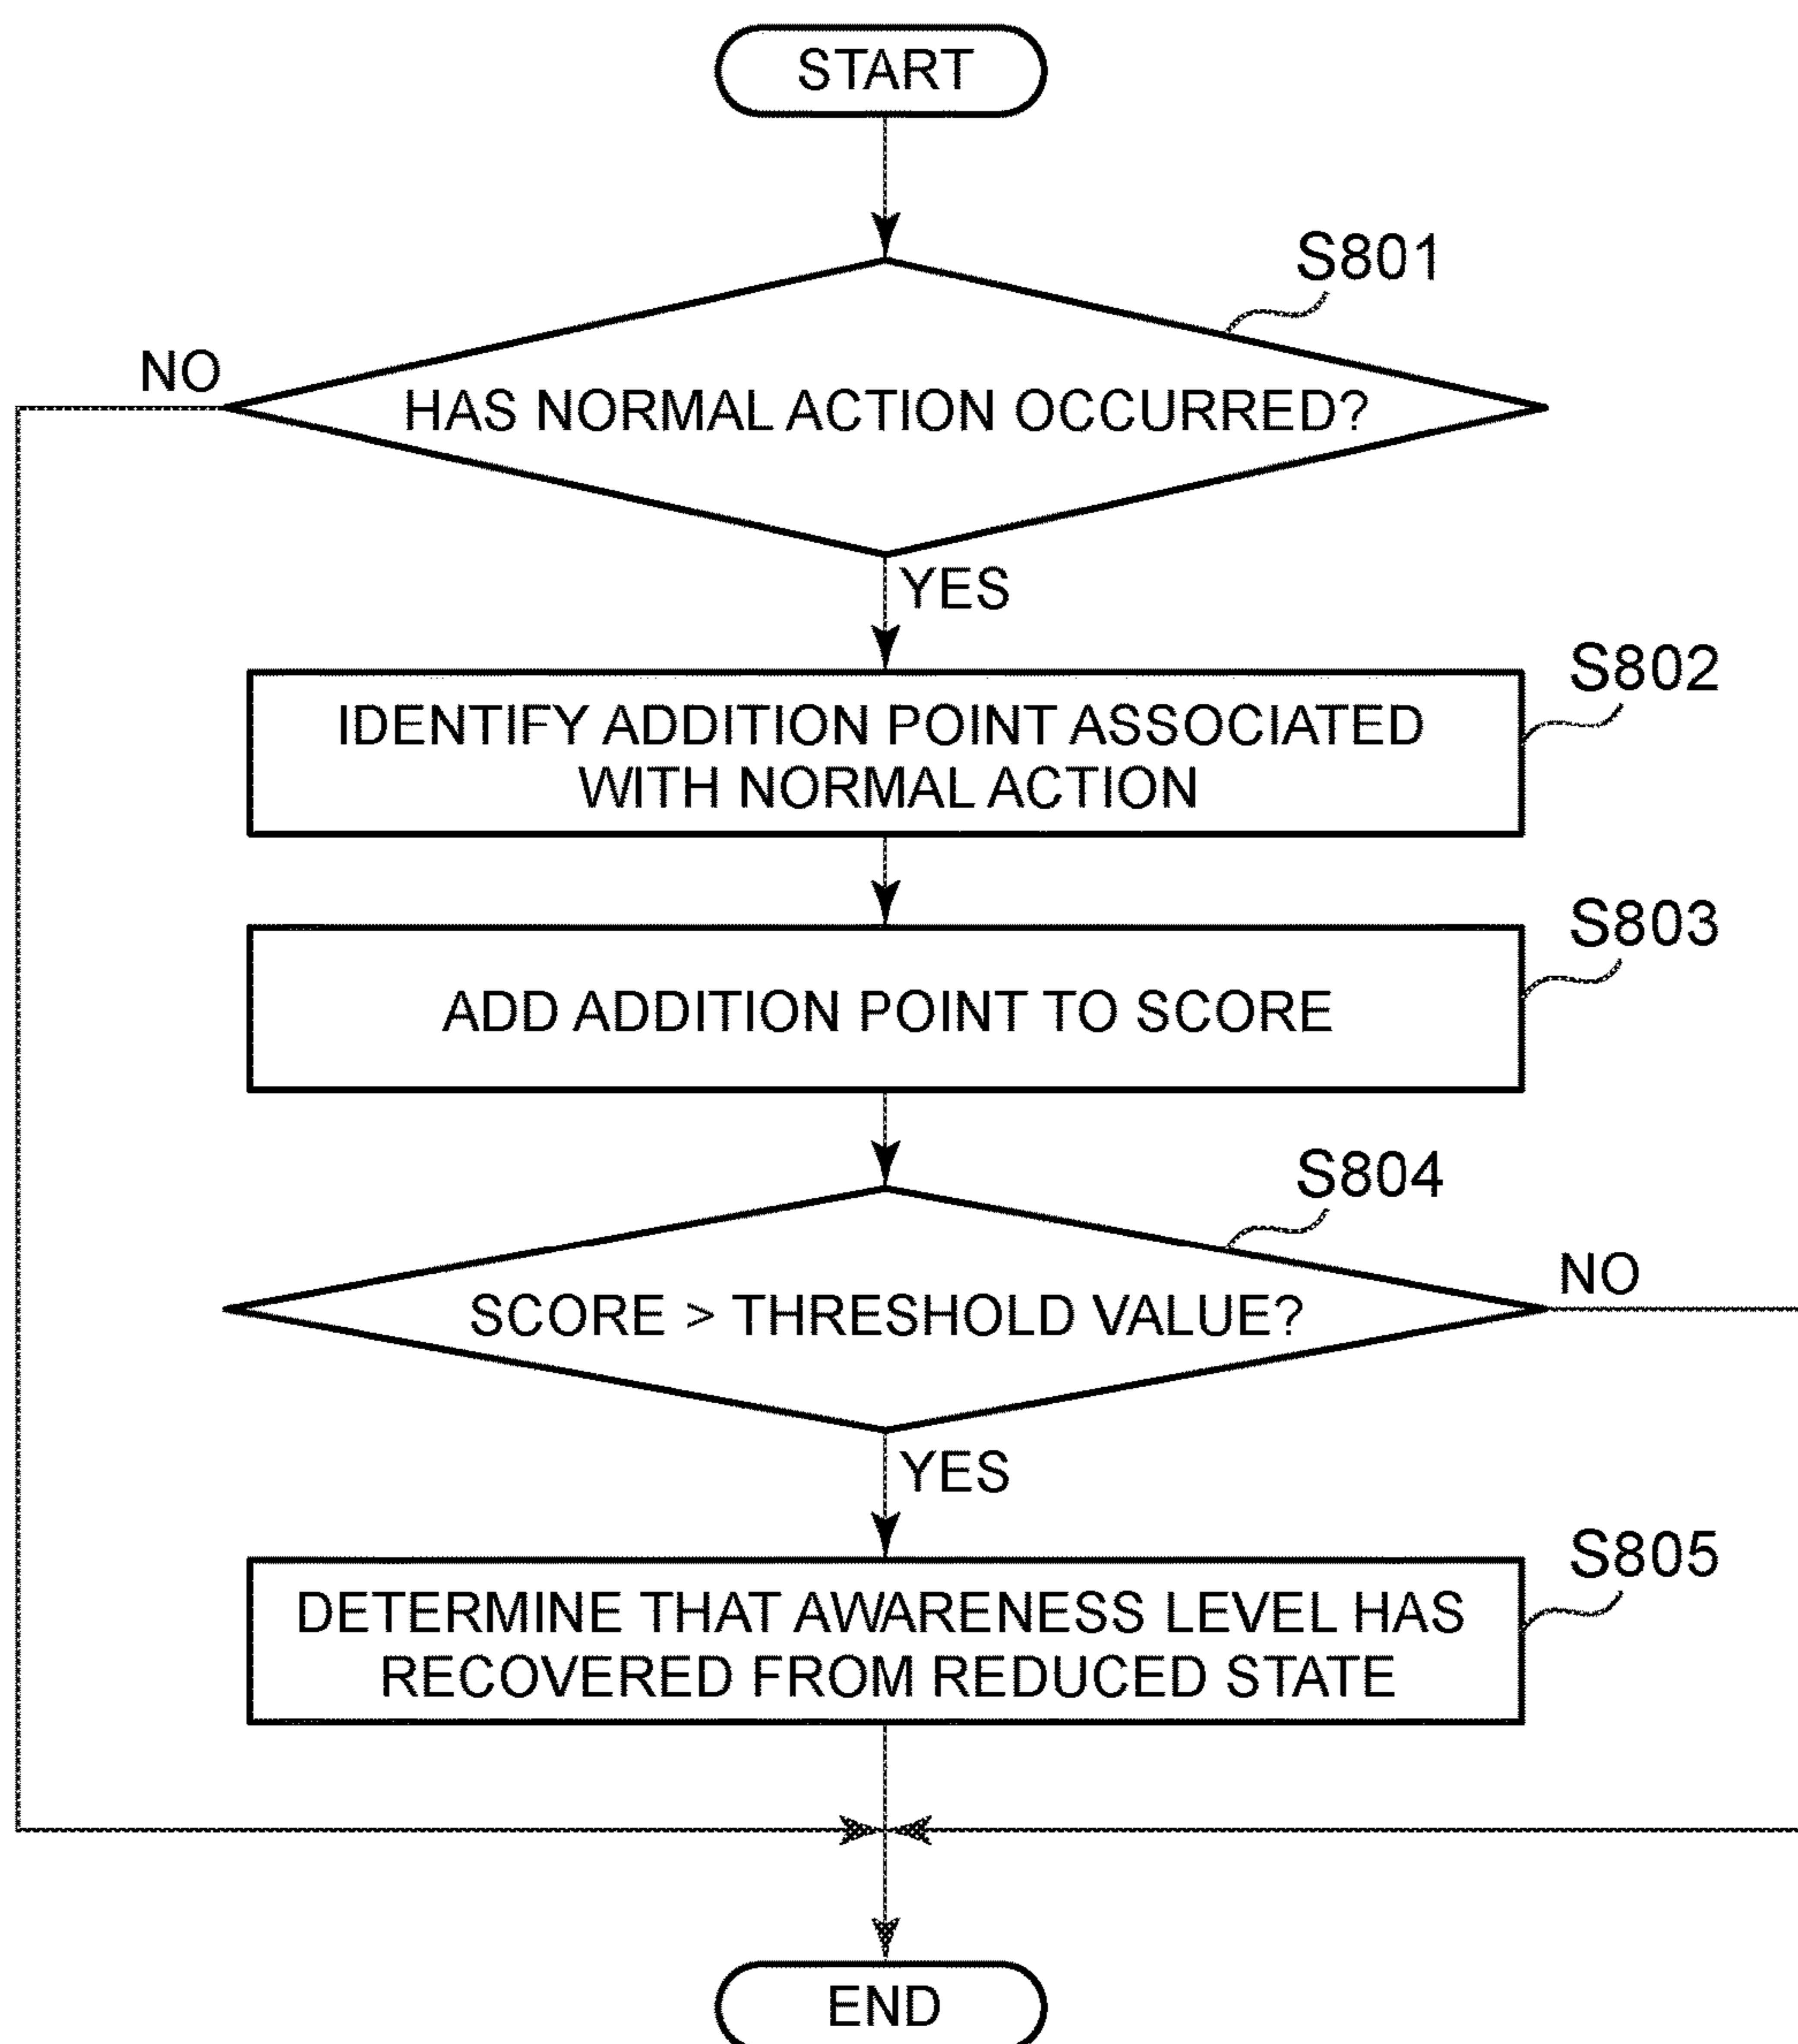 START
S801
NO
HAS NORMAL ACTION OCCURRED?
YES
S802
IDENTIFY ADDITION POINT ASSOCIATED
WITH NORMAL ACTION
S803
ADD ADDITION POINT TO SCORE
S804
NO
SCORE > THRESHOLD VALUE?
YES
S805
DETERMINE THAT AWARENESS LEVEL HAS
RECOVERED FROM REDUCED STATE
END